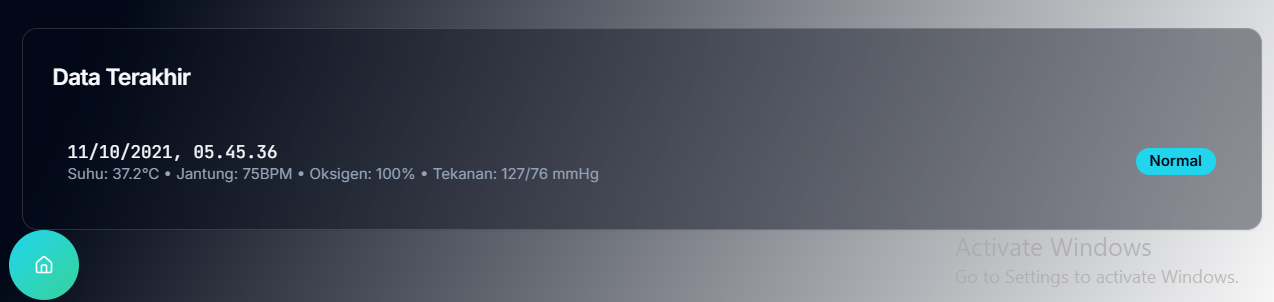 Data Terakhir
11/10/2021, 05.45.36
Suhu: 37.2°C • Jantung: 75BPM • Oksigen: 100% • Tekanan: 127/76 mmHg
Normal
Activate Windows
Go to Settings to activate Windows.